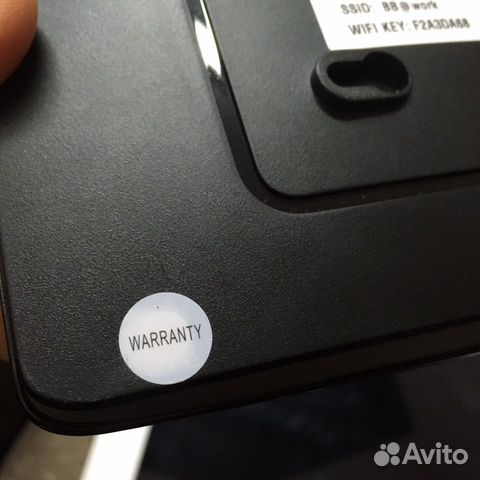 SSID: BB@work
WIFI KEY: F2A3DA68
WARRANTY
Avito